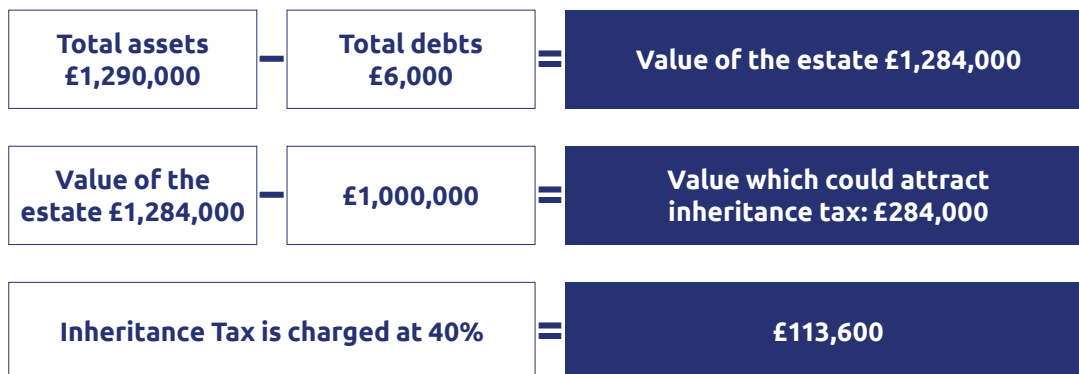 Total assets
£1,290,000
–
Total debts
£6,000
=
Value of the estate £1,284,000
Value of the
estate £1,284,000
–
£1,000,000
=
Value which could attract
inheritance tax: £284,000
Inheritance Tax is charged at 40%
=
£113,600